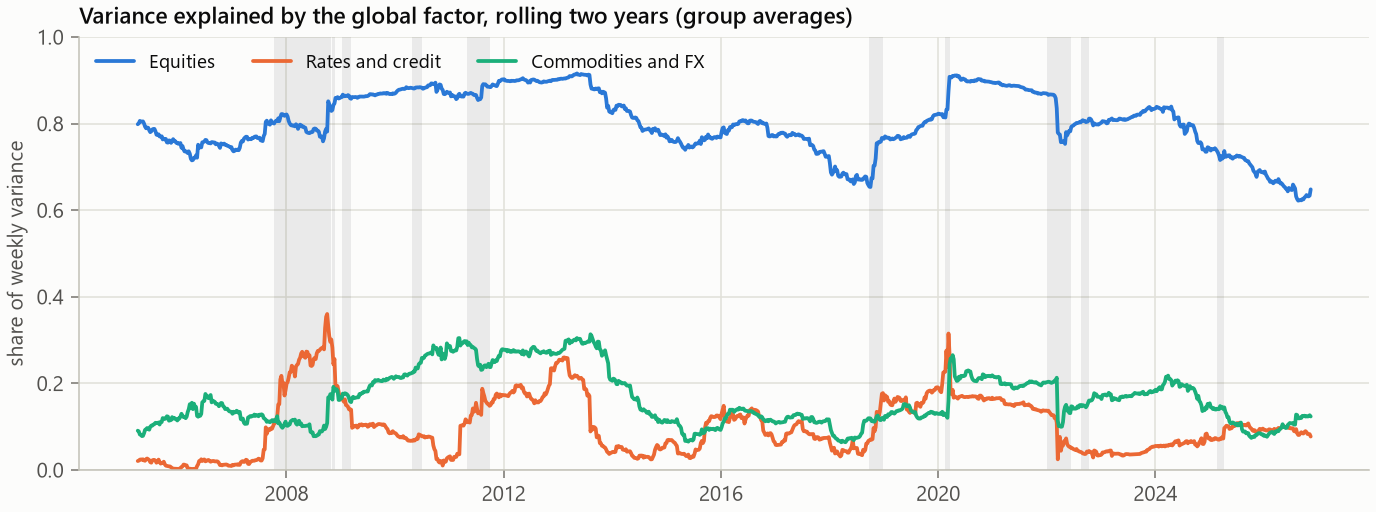 Variance explained by the global factor, rolling two years (group averages)
Equities
Rates and credit
Commodities and FX
share of weekly variance
1.0
0.8
0.6
0.4
0.2
0.0
2008
2012
2016
2020
2024